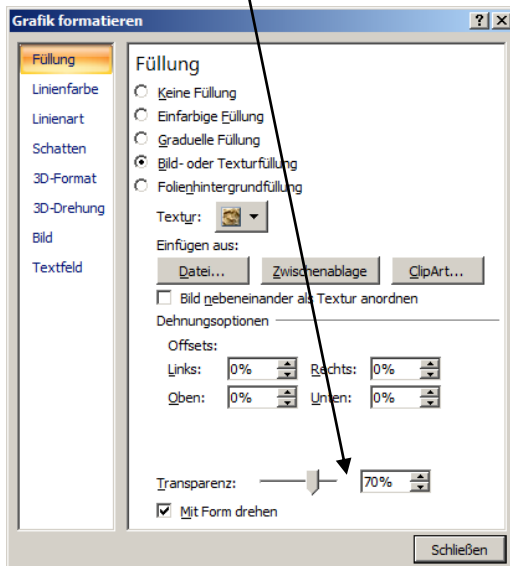 Grafik formatieren
Füllung
Linienfarbe
Linienart
Schatten
3D-Format
3D-Drehung
Bild
Textfeld
Füllung
Keine Füllung
Einfarbige Füllung
Graduelle Füllung
Bild- oder Texturfüllung
Folienhintergrundfüllung
Textur:
Einfügen aus:
Datei... Zwischenablage ClipArt...
Bild nebeneinander als Textur anordnen
Dehnungsoptionen
Offsets:
Links: 0% Rechts: 0%
Oben: 0% Unten: 0%
Transparenz: 70%
Mit Form drehen
Schließen